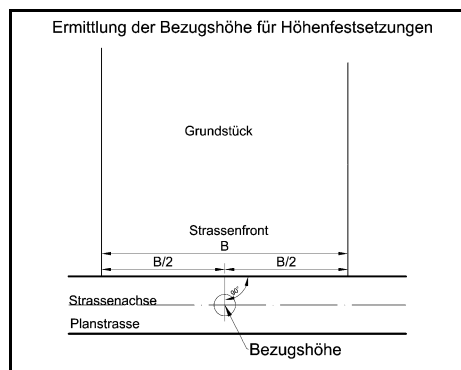 Ermittlung der Bezugshöhe für Höhenfestsetzungen
Grundstück
Strassenfront
B
B/2 B/2
90°
Strassenachse
Planstrasse
Bezugshöhe